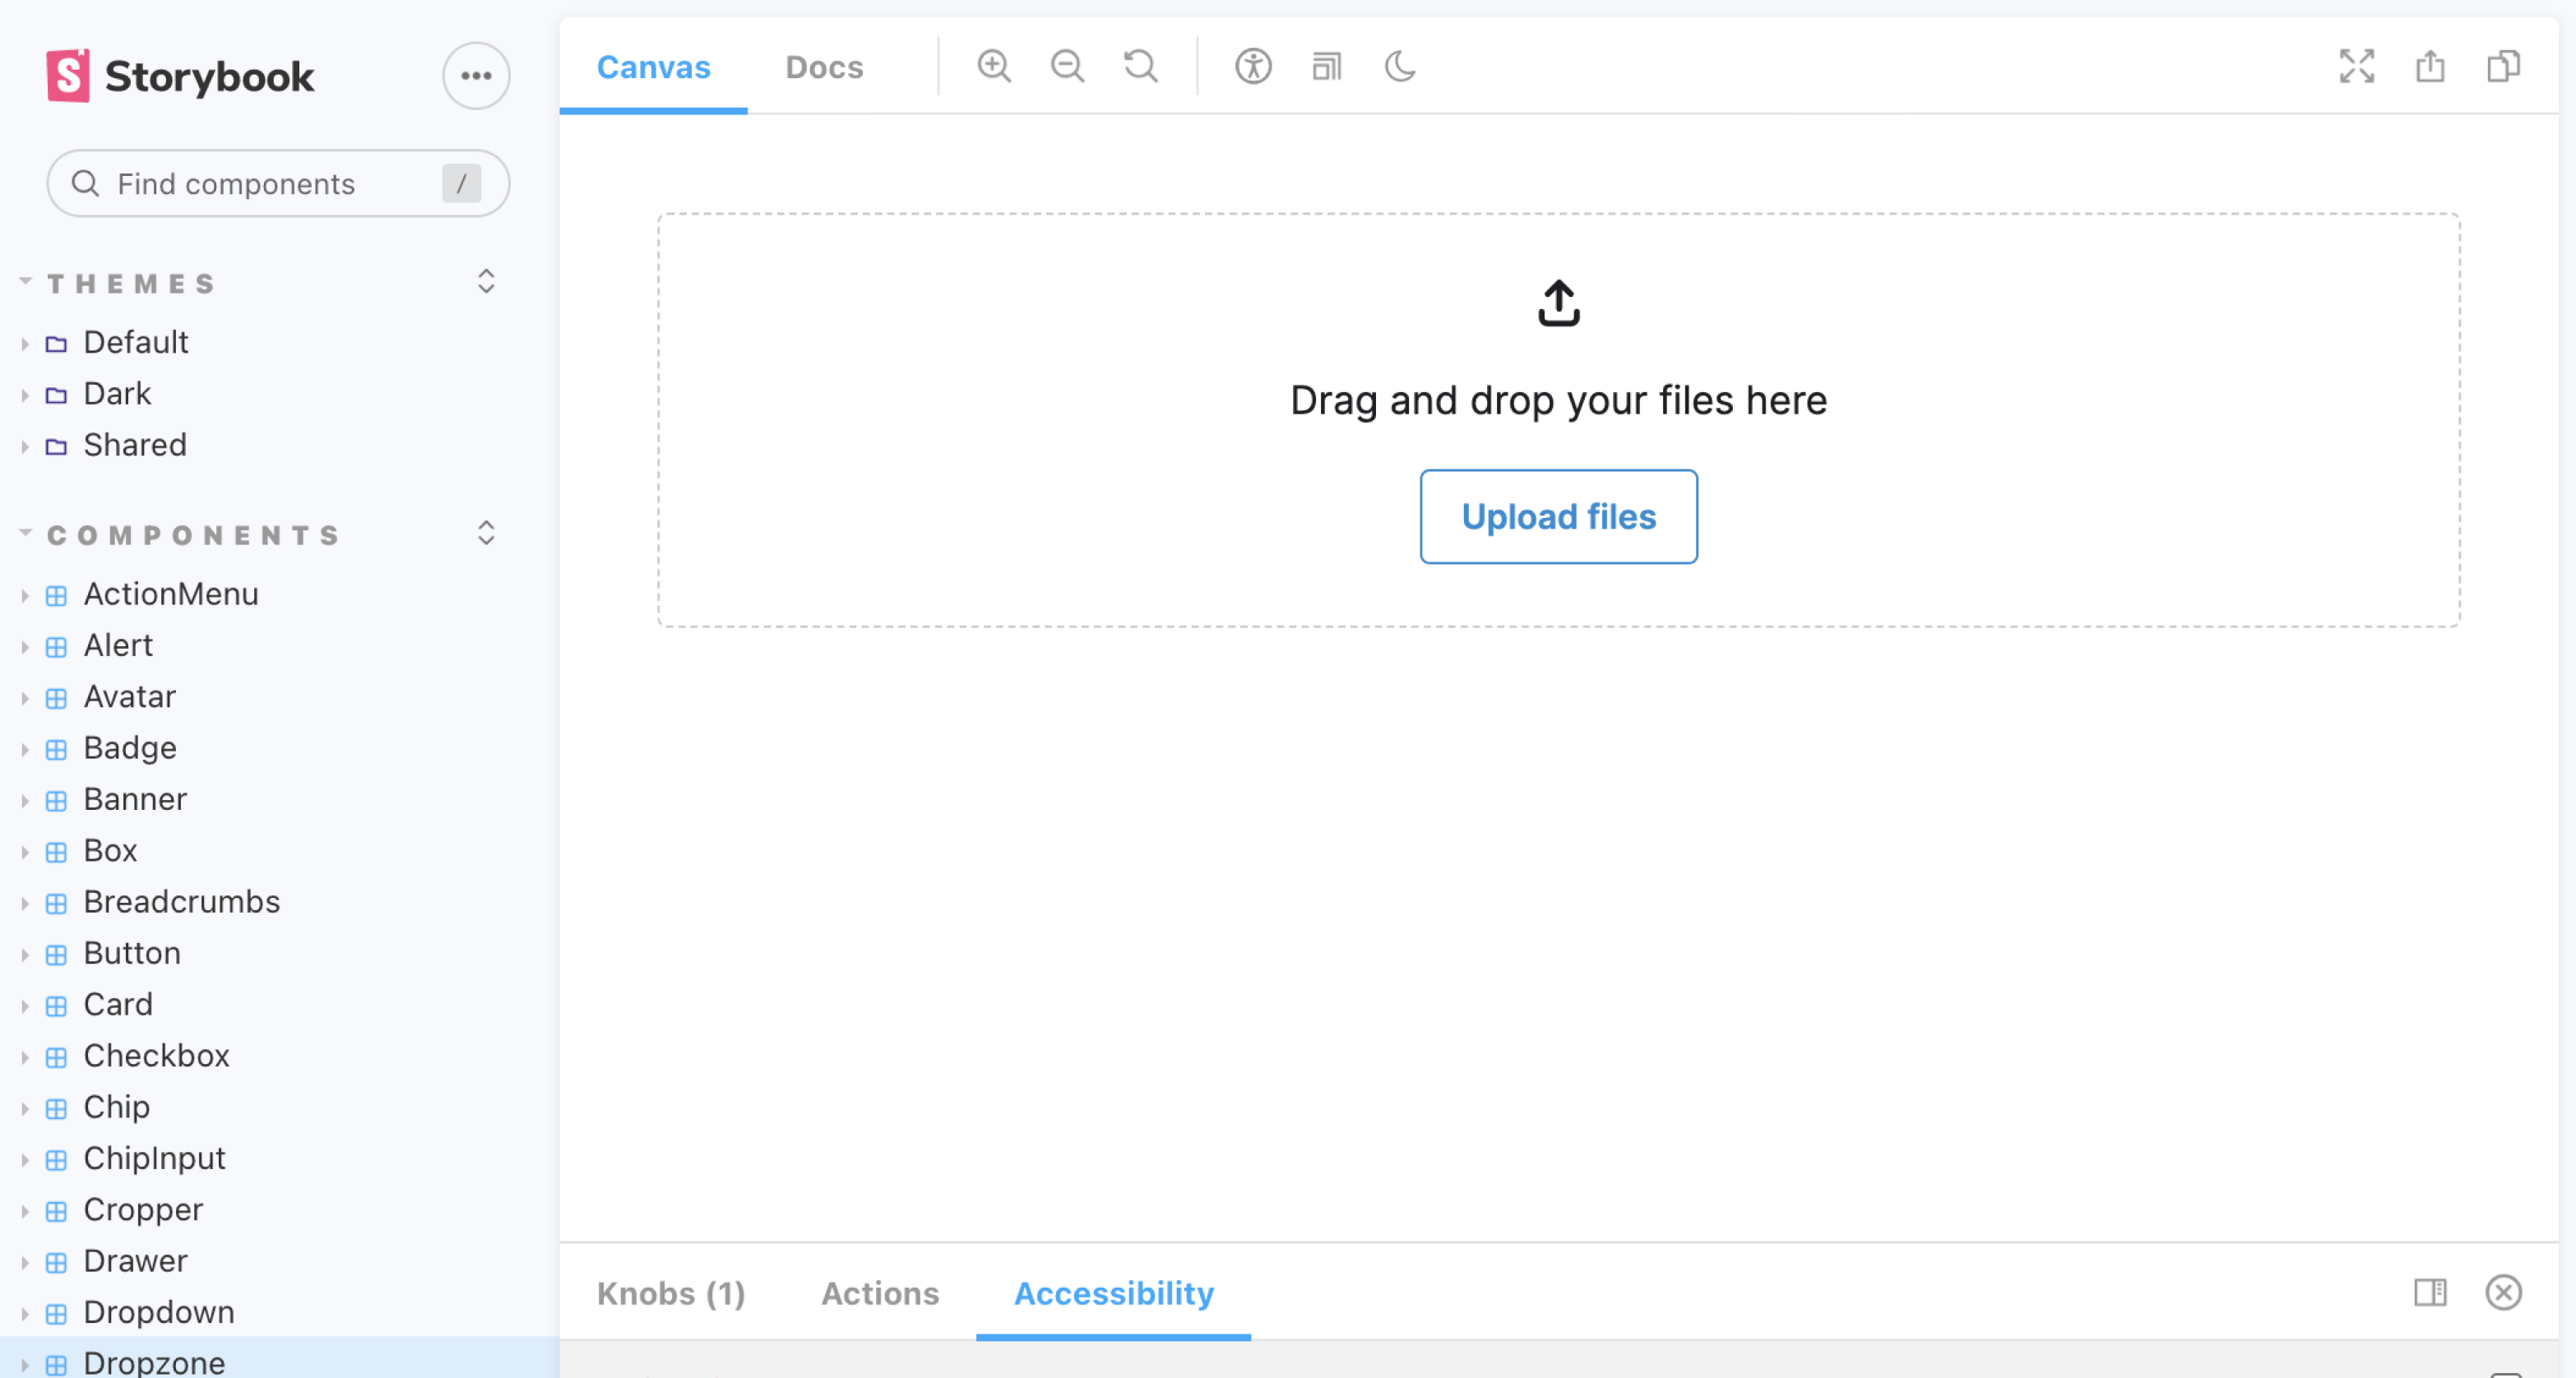 Storybook
Find components /
THEMES
Default
Dark
Shared
COMPONENTS
ActionMenu
Alert
Avatar
Badge
Banner
Box
Breadcrumbs
Button
Card
Checkbox
Chip
ChipInput
Cropper
Drawer
Dropdown
Dropzone
Canvas Docs
Drag and drop your files here
Upload files
Knobs (1) Actions Accessibility